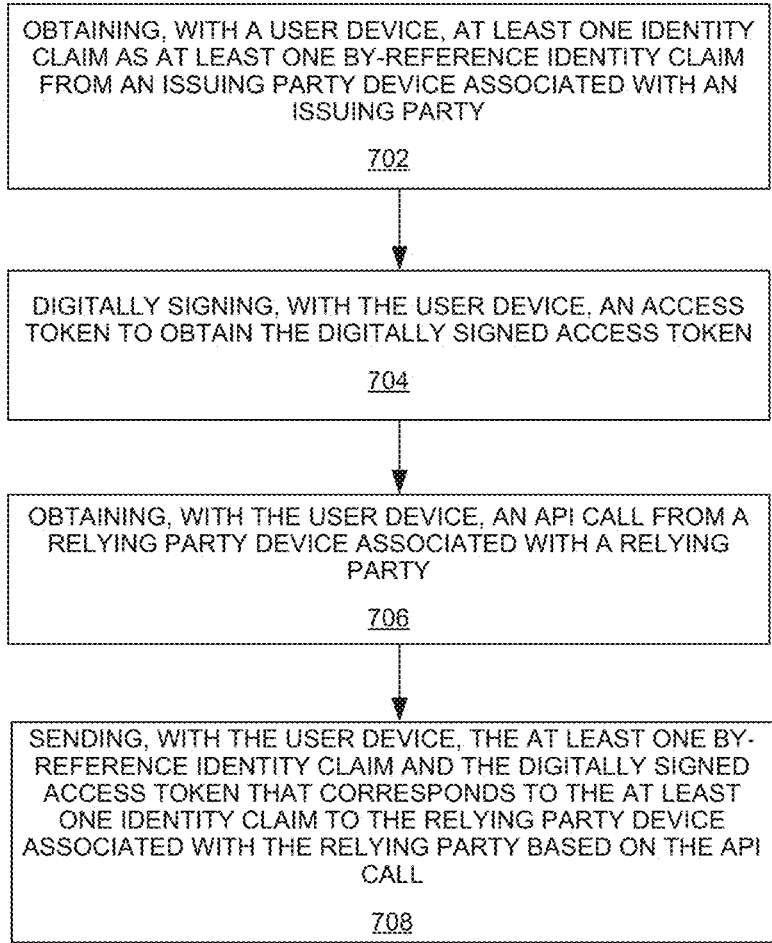 OBTAINING, WITH A USER DEVICE, AT LEAST ONE IDENTITY
CLAIM AS AT LEAST ONE BY-REFERENCE IDENTITY CLAIM
FROM AN ISSUING PARTY DEVICE ASSOCIATED WITH AN
ISSUING PARTY
702
DIGITALLY SIGNING, WITH THE USER DEVICE, AN ACCESS
TOKEN TO OBTAIN THE DIGITALLY SIGNED ACCESS TOKEN
704
OBTAINING, WITH THE USER DEVICE, AN API CALL FROM A
RELYING PARTY DEVICE ASSOCIATED WITH A RELYING
PARTY
706
SENDING, WITH THE USER DEVICE, THE AT LEAST ONE BY-
REFERENCE IDENTITY CLAIM AND THE DIGITALLY SIGNED
ACCESS TOKEN THAT CORRESPONDS TO THE AT LEAST
ONE IDENTITY CLAIM TO THE RELYING PARTY DEVICE
ASSOCIATED WITH THE RELYING PARTY BASED ON THE API
CALL
708